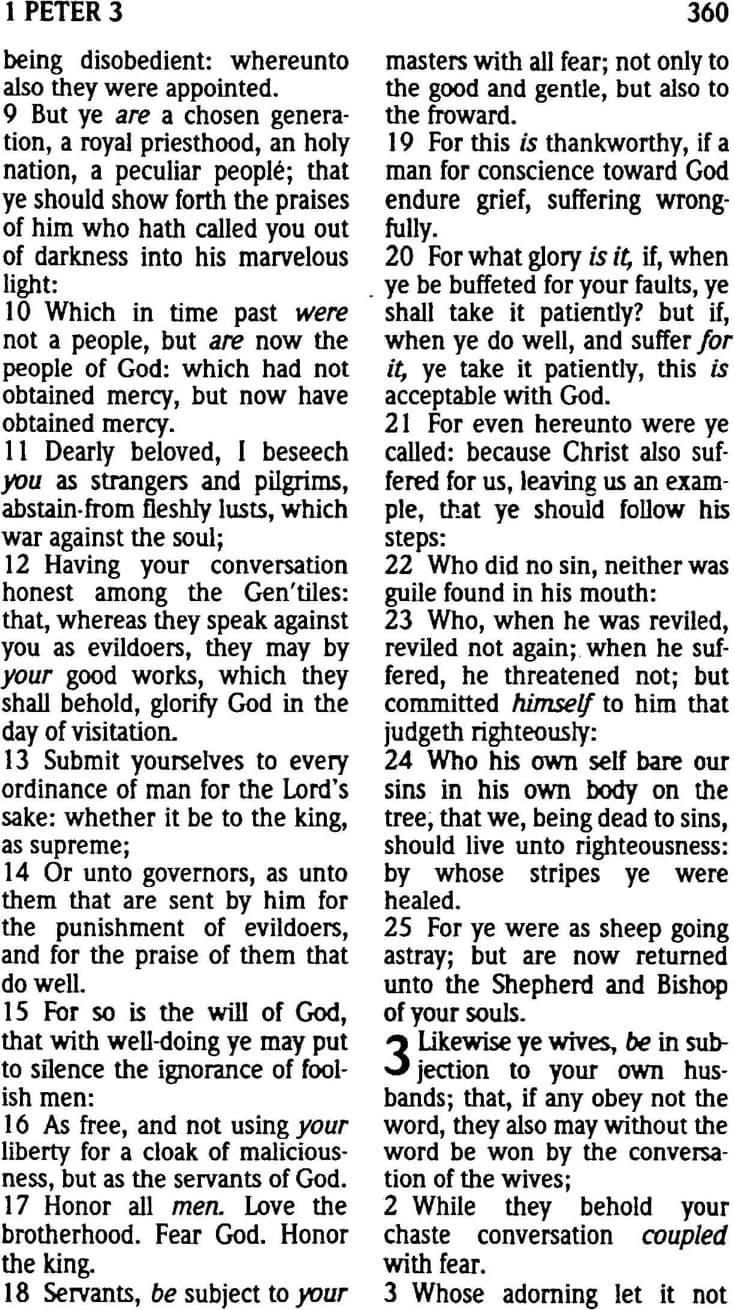 1 PETER 3
360
being disobedient: whereunto
also they were appointed.
9 But ye are a chosen genera-
tion, a royal priesthood, an holy
nation, a peculiar people; that
ye should show forth the praises
of him who hath called you out
of darkness into his marvelous
light:
10 Which in time past were
not a people, but are now the
people of God: which had not
obtained mercy, but now have
obtained mercy.
11 Dearly beloved, I beseech
you as strangers and pilgrims,
abstain from fleshly lusts, which
war against the soul;
12 Having your conversation
honest among the Gen'tiles:
that, whereas they speak against
you as evildoers, they may by
your good works, which they
shall behold, glorify God in the
day of visitation.
13 Submit yourselves to every
ordinance of man for the Lord's
sake: whether it be to the king,
as supreme;
14 Or unto governors, as unto
them that are sent by him for
the punishment of evildoers,
and for the praise of them that
do well.
15 For so is the will of God,
that with well-doing ye may put
to silence the ignorance of fool-
ish men:
16 As free, and not using your
liberty for a cloak of malicious-
ness, but as the servants of God.
17 Honor all men. Love the
brotherhood. Fear God. Honor
the king.
18 Servants, be subject to your
masters with all fear; not only to
the good and gentle, but also to
the froward.
19 For this is thankworthy, if a
man for conscience toward God
endure grief, suffering wrong-
fully.
20 For what glory is it, if, when
ye be buffeted for your faults, ye
shall take it patiently? but if,
when ye do well, and suffer for
it, ye take it patiently, this is
acceptable with God.
21 For even hereunto were ye
called: because Christ also suf-
fered for us, leaving us an exam-
ple, that ye should follow his
steps:
22 Who did no sin, neither was
guile found in his mouth:
23 Who, when he was reviled,
reviled not again; when he suf-
fered, he threatened not; but
committed himself to him that
judgeth righteously:
24 Who his own self bare our
sins in his own body on the
tree, that we, being dead to sins,
should live unto righteousness:
by whose stripes ye were
healed.
25 For ye were as sheep going
astray; but are now returned
unto the Shepherd and Bishop
of your souls.
3 Likewise ye wives, be in sub-
jection to your own hus-
bands; that, if any obey not the
word, they also may without the
word be won by the conversa-
tion of the wives;
2 While they behold your
chaste conversation coupled
with fear.
3 Whose adorning let it not